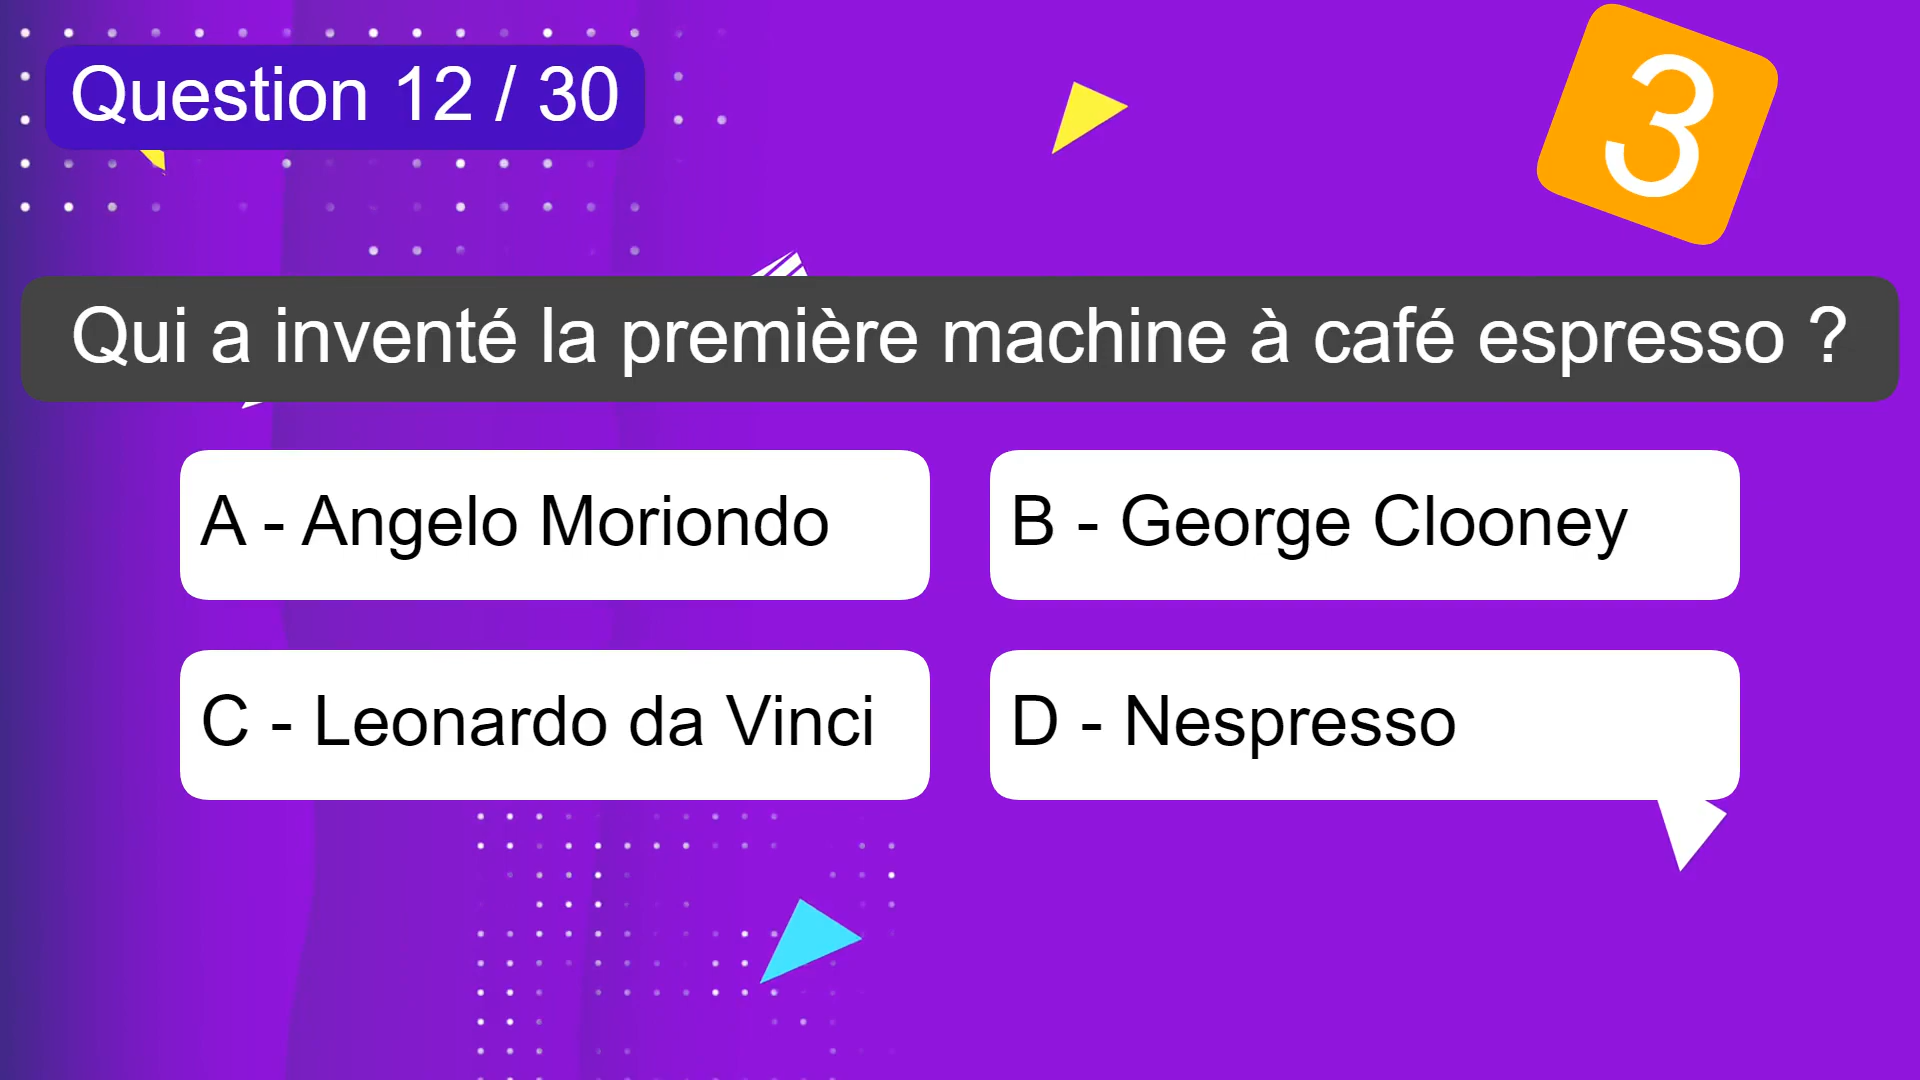 Question 12 / 30
3
Qui a inventé la première machine à café espresso ?
A - Angelo Moriondo
B - George Clooney
C - Leonardo da Vinci
D - Nespresso